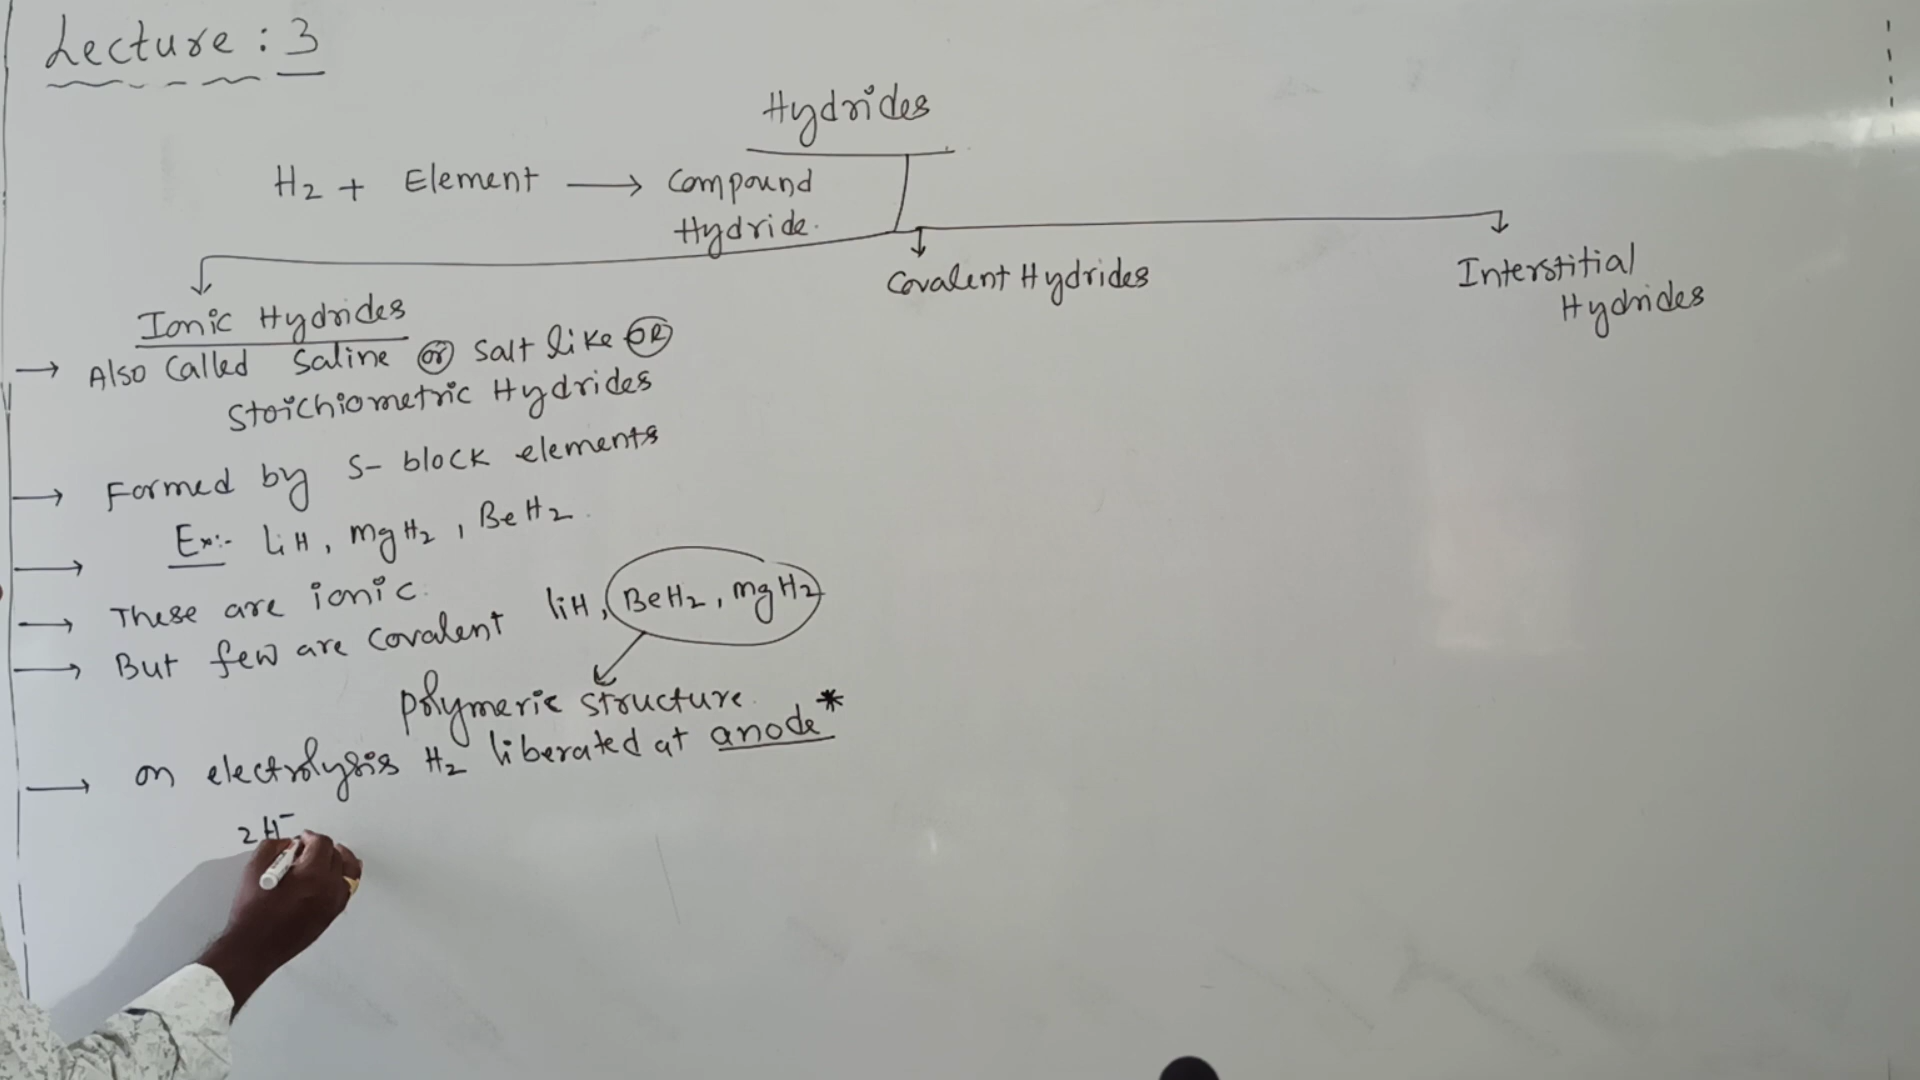 Lecture : 3
Hydrides
H₂ + Element ⟶ Compound
Hydride.
Ionic Hydrides
Covalent Hydrides
Interstitial
Hydrides
→ Also Called Saline or Salt like OR
Stoichiometric Hydrides
→ Formed by S- block elements
→ Ex:- LiH, MgH₂, BeH₂.
→ These are ionic.
→ But few are Covalent LiH, BeH₂, MgH₂
Polymeric structure.
→ on electrolysis H₂ liberated at anode*
2H⁻